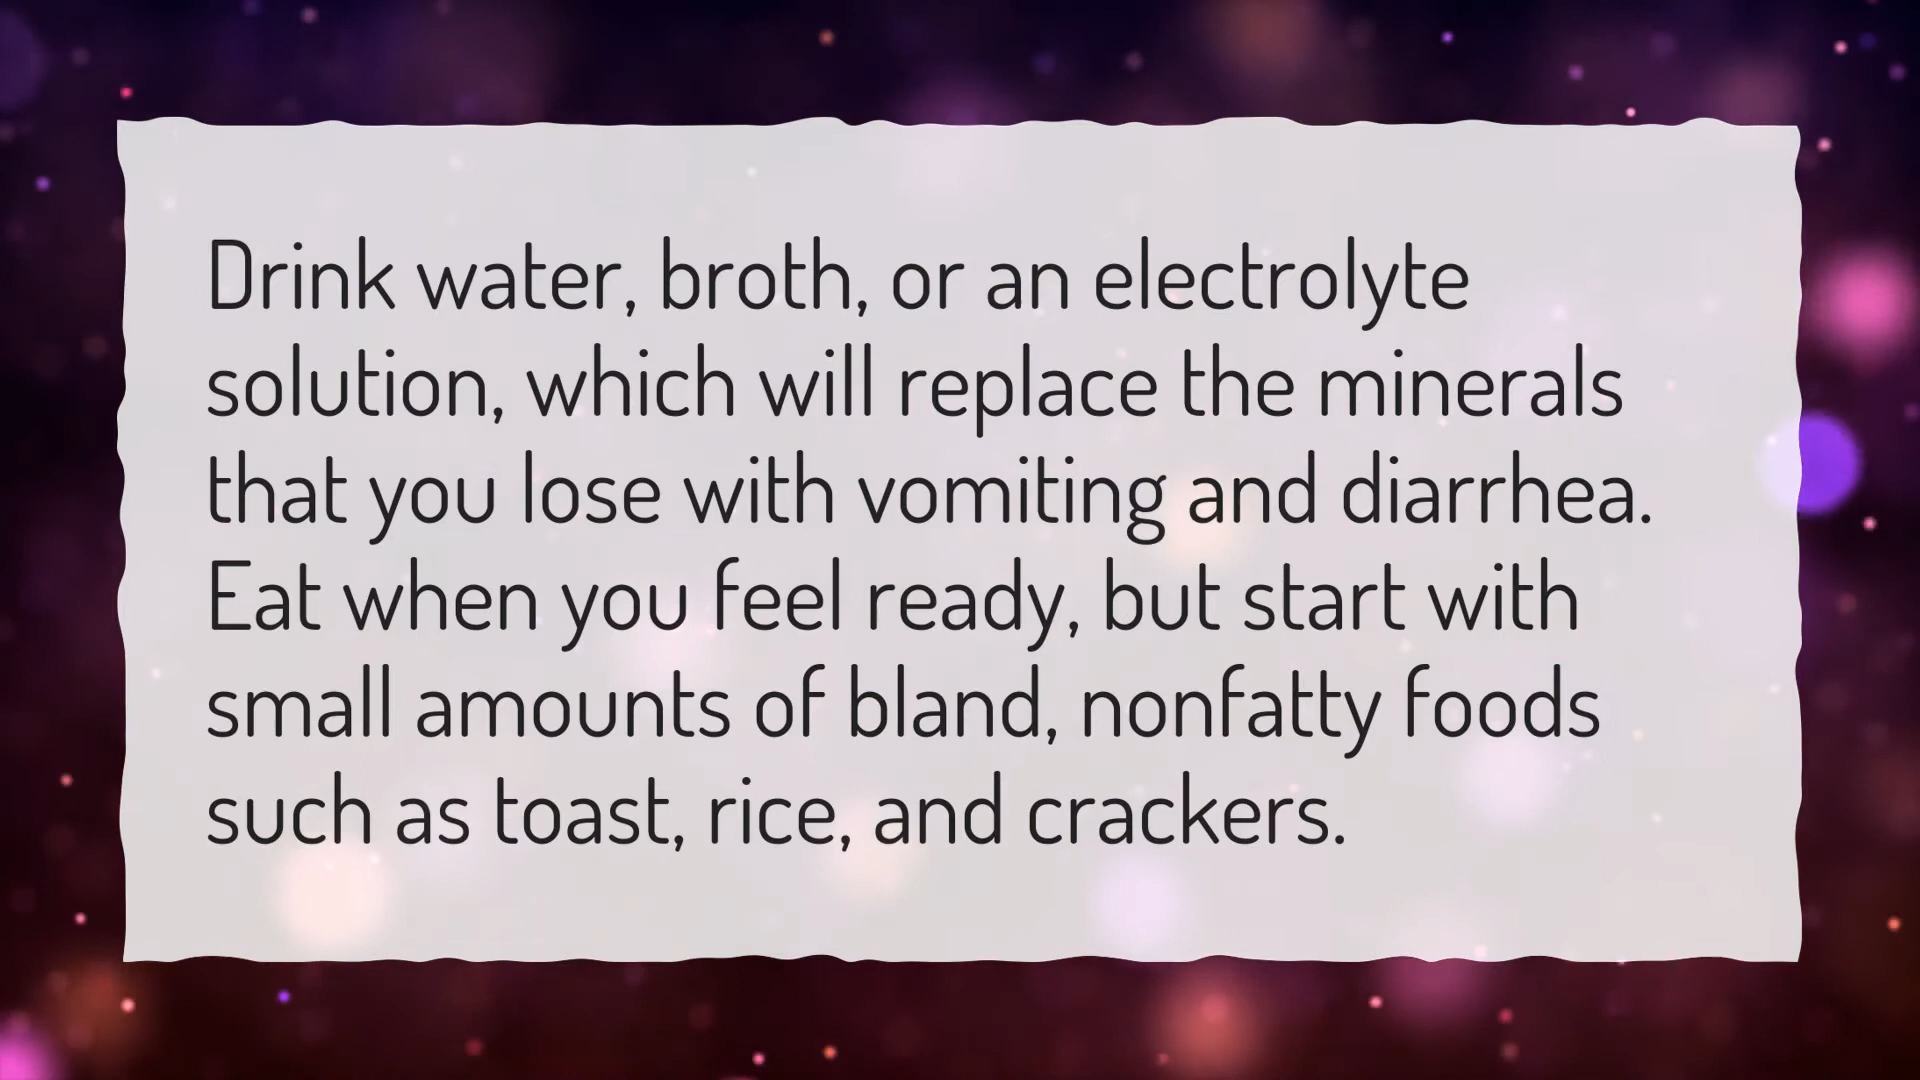 Drink water, broth, or an electrolyte
solution, which will replace the minerals
that you lose with vomiting and diarrhea.
Eat when you feel ready, but start with
small amounts of bland, nonfatty foods
such as toast, rice, and crackers.